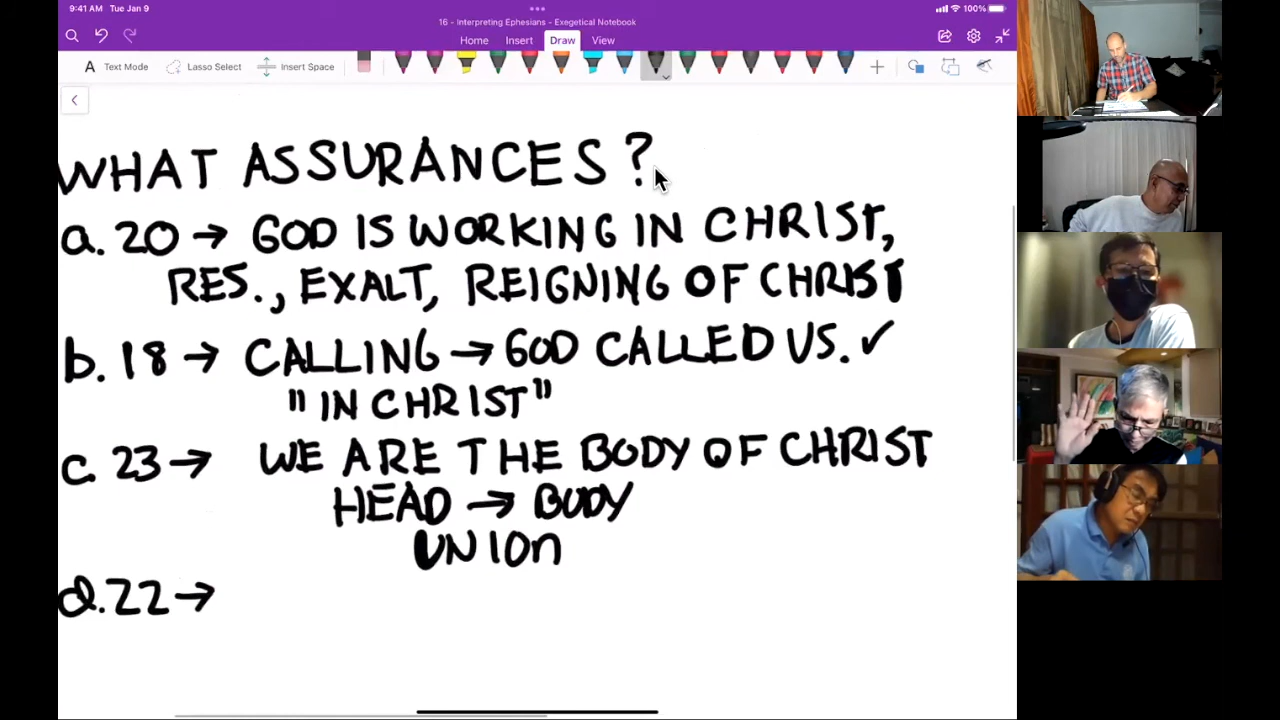 9:41 AM Tue Jan 9
100%
16 - Interpreting Ephesians - Exegetical Notebook
Home Insert Draw View
A Text Mode Lasso Select Insert Space
WHAT ASSURANCES?
a. 20 → GOD IS WORKING IN CHRIST,
RES., EXALT, REIGNING OF CHRIST
b. 18 → CALLING → GOD CALLED US. ✓
"IN CHRIST"
c. 23 → WE ARE THE BODY OF CHRIST
HEAD → BODY
UNION
d. 22 →